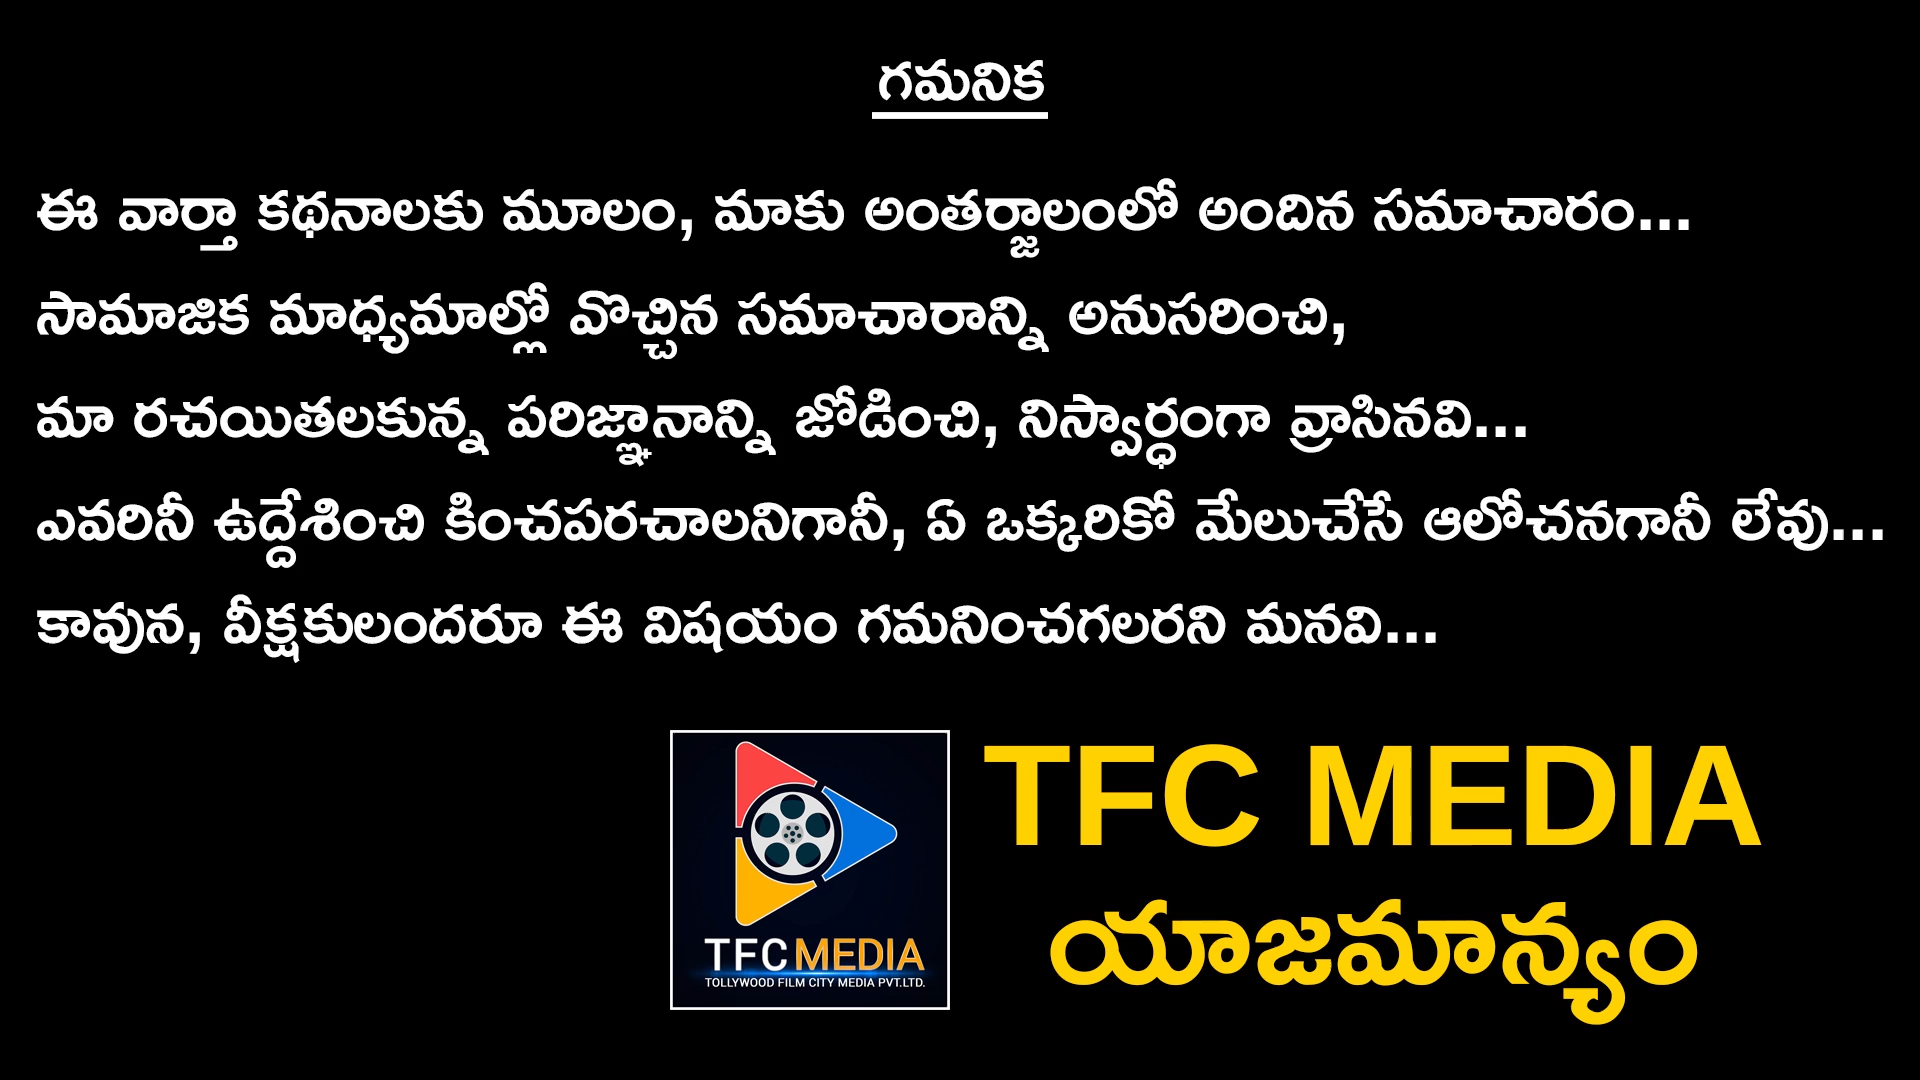 గమనిక
ఈ వార్తా కథనాలకు మూలం, మాకు అంతర్జాలంలో అందిన సమాచారం...
సామాజిక మాధ్యమాల్లో వొచ్చిన సమాచారాన్ని అనుసరించి,
మా రచయితలకున్న పరిజ్ఞానాన్ని జోడించి, నిస్వార్ధంగా వ్రాసినవి...
ఎవరినీ ఉద్దేశించి కించపరచాలనిగానీ, ఏ ఒక్కరికో మేలుచేసే ఆలోచనగానీ లేవు...
కావున, వీక్షకులందరూ ఈ విషయం గమనించగలరని మనవి...
TFC MEDIA
యాజమాన్యం
TFC MEDIA
TOLLYWOOD FILM CITY MEDIA PVT.LTD.